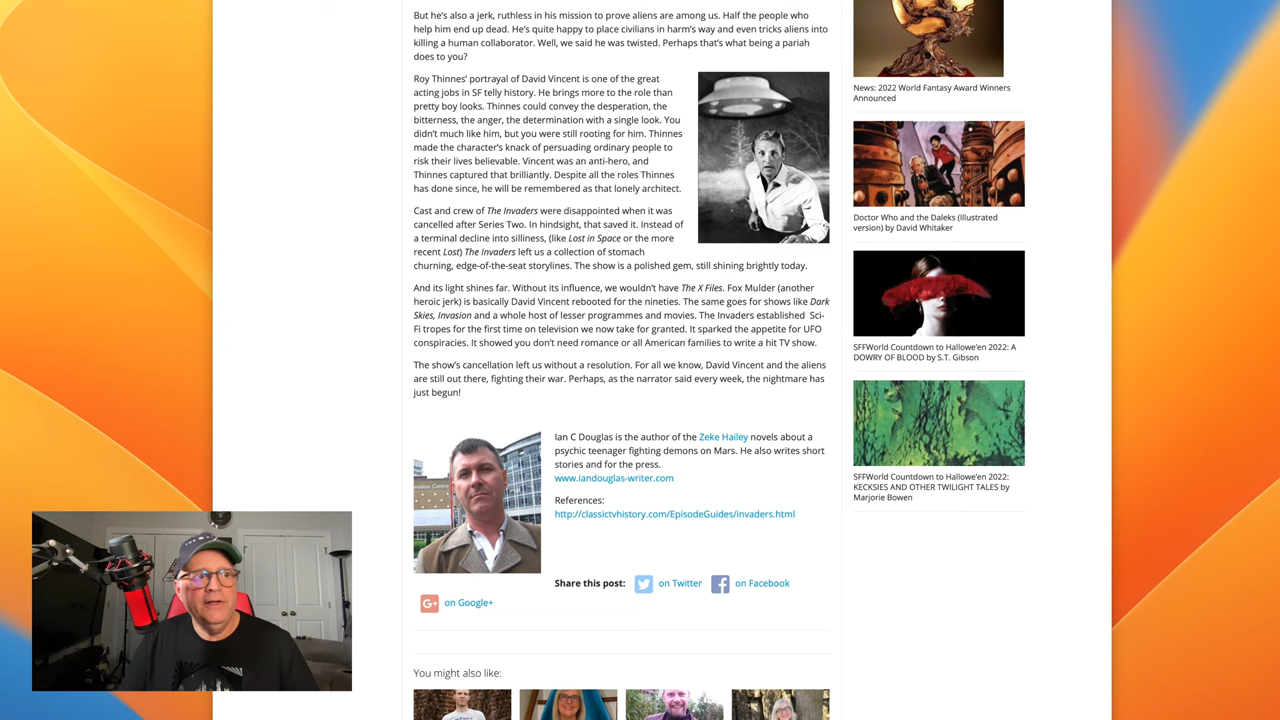 But he's also a jerk, ruthless in his mission to prove aliens are among us. Half the people who
help him end up dead. He's quite happy to place civilians in harm's way and even tricks aliens into
killing a human collaborator. Well, we said he was twisted. Perhaps that's what being a pariah
does to you?
Roy Thinnes' portrayal of David Vincent is one of the great
acting jobs in SF telly history. He brings more to the role than
pretty boy looks. Thinnes could convey the desperation, the
bitterness, the anger, the determination with a single look. You
didn't much like him, but you were still rooting for him. Thinnes
made the character's knack of persuading ordinary people to
risk their lives believable. Vincent was an anti-hero, and
Thinnes captured that brilliantly. Despite all the roles Thinnes
has done since, he will be remembered as that lonely architect.
Cast and crew of The Invaders were disappointed when it was
cancelled after Series Two. In hindsight, that saved it. Instead of
a terminal decline into silliness, (like Lost in Space or the more
recent Lost) The Invaders left us a collection of stomach
churning, edge-of-the-seat storylines. The show is a polished gem, still shining brightly today.
And its light shines far. Without its influence, we wouldn't have The X Files. Fox Mulder (another
heroic jerk) is basically David Vincent rebooted for the nineties. The same goes for shows like Dark
Skies, Invasion and a whole host of lesser programmes and movies. The Invaders established Sci-
Fi tropes for the first time on television we now take for granted. It sparked the appetite for UFO
conspiracies. It showed you don't need romance or all American families to write a hit TV show.
The show's cancellation left us without a resolution. For all we know, David Vincent and the aliens
are still out there, fighting their war. Perhaps, as the narrator said every week, the nightmare has
just begun!
Ian C Douglas is the author of the Zeke Hailey novels about a
psychic teenager fighting demons on Mars. He also writes short
stories and for the press.
www.iandouglas-writer.com
References:
http://classictvhistory.com/EpisodeGuides/invaders.html
Share this post: on Twitter on Facebook
on Google+
You might also like:
News: 2022 World Fantasy Award Winners
Announced
Doctor Who and the Daleks (Illustrated
version) by David Whitaker
SFFWorld Countdown to Hallowe'en 2022: A
DOWRY OF BLOOD by S.T. Gibson
SFFWorld Countdown to Hallowe'en 2022:
KECKSIES AND OTHER TWILIGHT TALES by
Marjorie Bowen